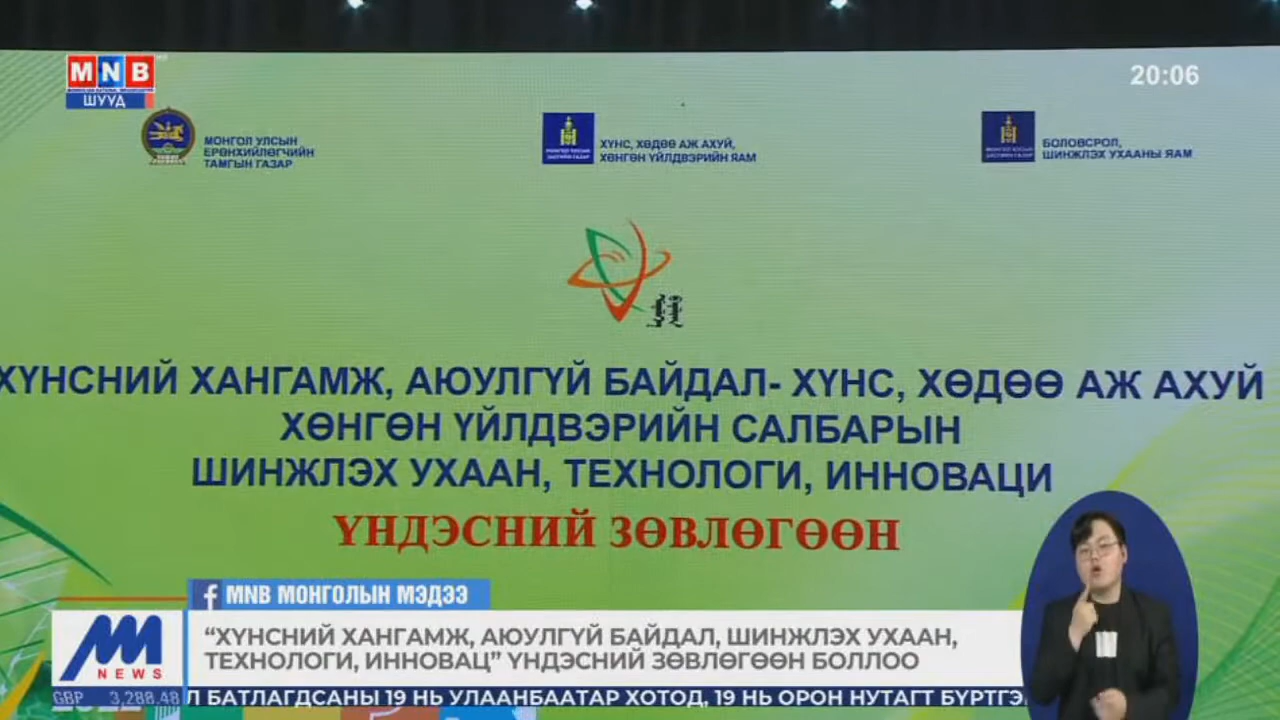 MNB
ШУУД
20:06
МОНГОЛ УЛСЫН
ЕРӨНХИЙЛӨГЧИЙН
ТАМГЫН ГАЗАР
ХҮНС, ХӨДӨӨ АЖ АХУЙ,
ХӨНГӨН ҮЙЛДВЭРИЙН ЯАМ
БОЛОВСРОЛ,
ШИНЖЛЭХ УХААНЫ ЯАМ
ХҮНСНИЙ ХАНГАМЖ, АЮУЛГҮЙ БАЙДАЛ- ХҮНС, ХӨДӨӨ АЖ АХУЙ
ХӨНГӨН ҮЙЛДВЭРИЙН САЛБАРЫН
ШИНЖЛЭХ УХААН, ТЕХНОЛОГИ, ИННОВАЦИ
ҮНДЭСНИЙ ЗӨВЛӨГӨӨН
f MNB МОНГОЛЫН МЭДЭЭ
NEWS
“ХҮНСНИЙ ХАНГАМЖ, АЮУЛГҮЙ БАЙДАЛ, ШИНЖЛЭХ УХААН,
ТЕХНОЛОГИ, ИННОВАЦ” ҮНДЭСНИЙ ЗӨВЛӨГӨӨН БОЛЛОО
GBP 3,288.48
Л БАТЛАГДСАНЫ 19 НЬ УЛААНБААТАР ХОТОД, 19 НЬ ОРОН НУТАГТ БҮРТГЭ